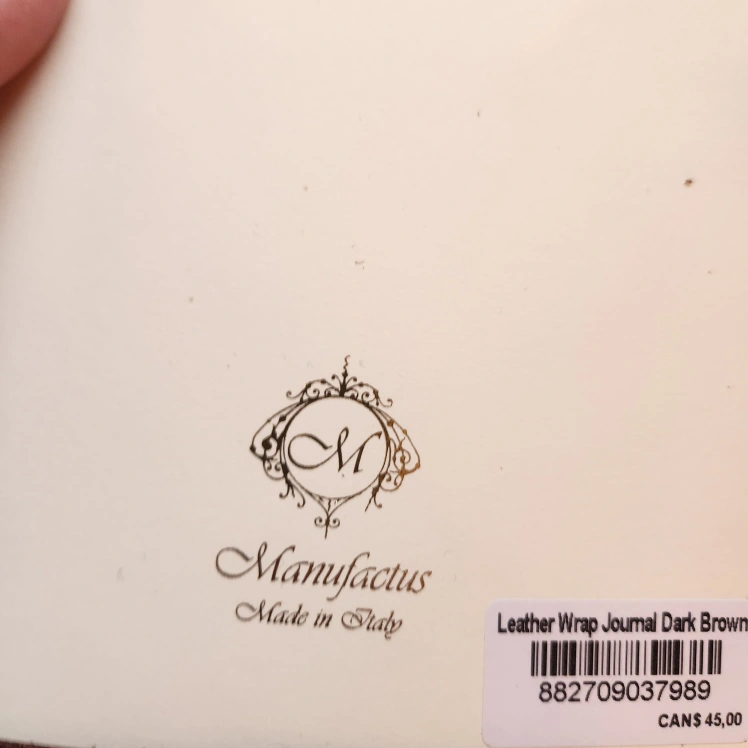 M
Manufactus
Made in Italy
Leather Wrap Journal Dark Brown
882709037989
CAN$ 45,00